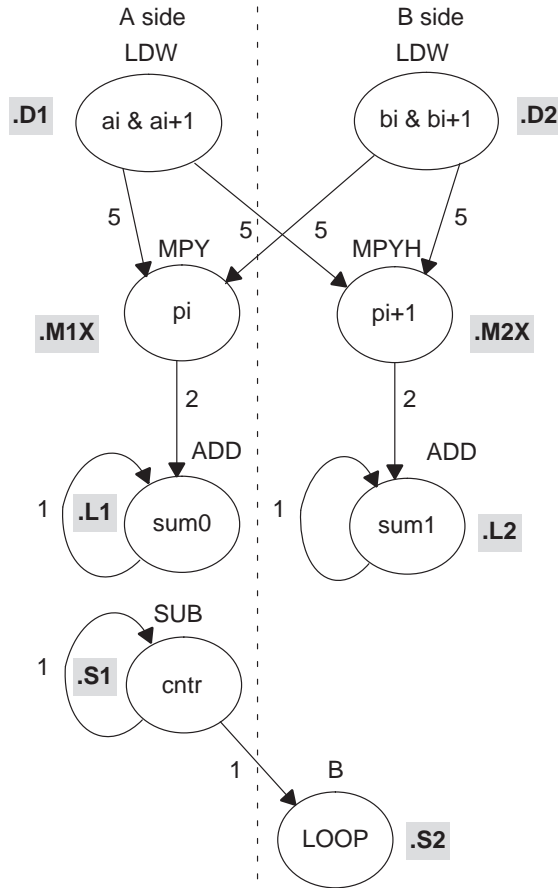 A side
B side
LDW
LDW
.D1
ai & ai+1
bi & bi+1
.D2
5
5
5
5
MPY
MPYH
pi
pi+1
.M1X
.M2X
2
2
ADD
ADD
1
.L1
sum0
1
sum1
.L2
SUB
1
.S1
cntr
1
B
LOOP
.S2